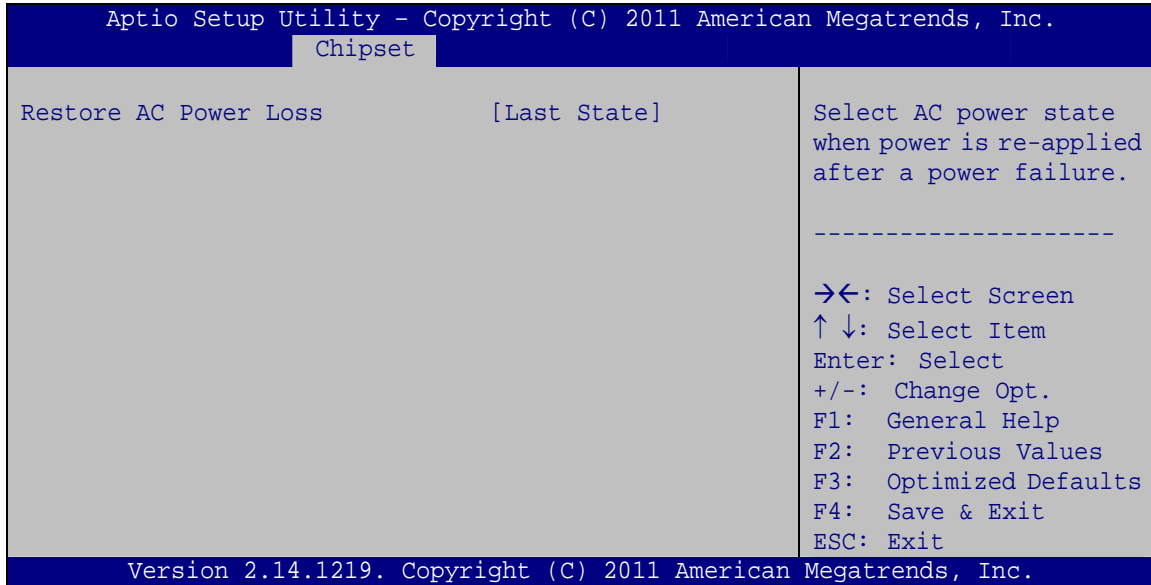 Aptio Setup Utility – Copyright (C) 2011 American Megatrends, Inc.
Chipset
Restore AC Power Loss [Last State]
Select AC power state
when power is re-applied
after a power failure.
---------------------
→←: Select Screen
↑ ↓: Select Item
Enter: Select
+/-: Change Opt.
F1: General Help
F2: Previous Values
F3: Optimized Defaults
F4: Save & Exit
ESC: Exit
Version 2.14.1219. Copyright (C) 2011 American Megatrends, Inc.